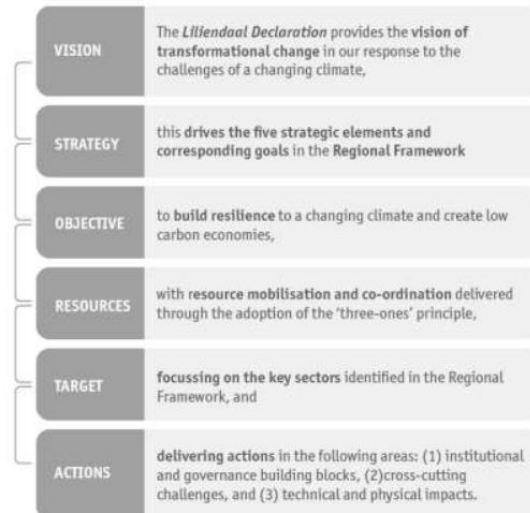 VISION
The Liliendaal Declaration provides the vision of
transformational change in our response to the
challenges of a changing climate,
STRATEGY
this drives the five strategic elements and
corresponding goals in the Regional Framework
OBJECTIVE
to build resilience to a changing climate and create low
carbon economies,
RESOURCES
with resource mobilisation and co-ordination delivered
through the adoption of the ‘three-ones’ principle,
TARGET
focussing on the key sectors identified in the Regional
Framework, and
ACTIONS
delivering actions in the following areas: (1) institutional
and governance building blocks, (2)cross-cutting
challenges, and (3) technical and physical impacts.